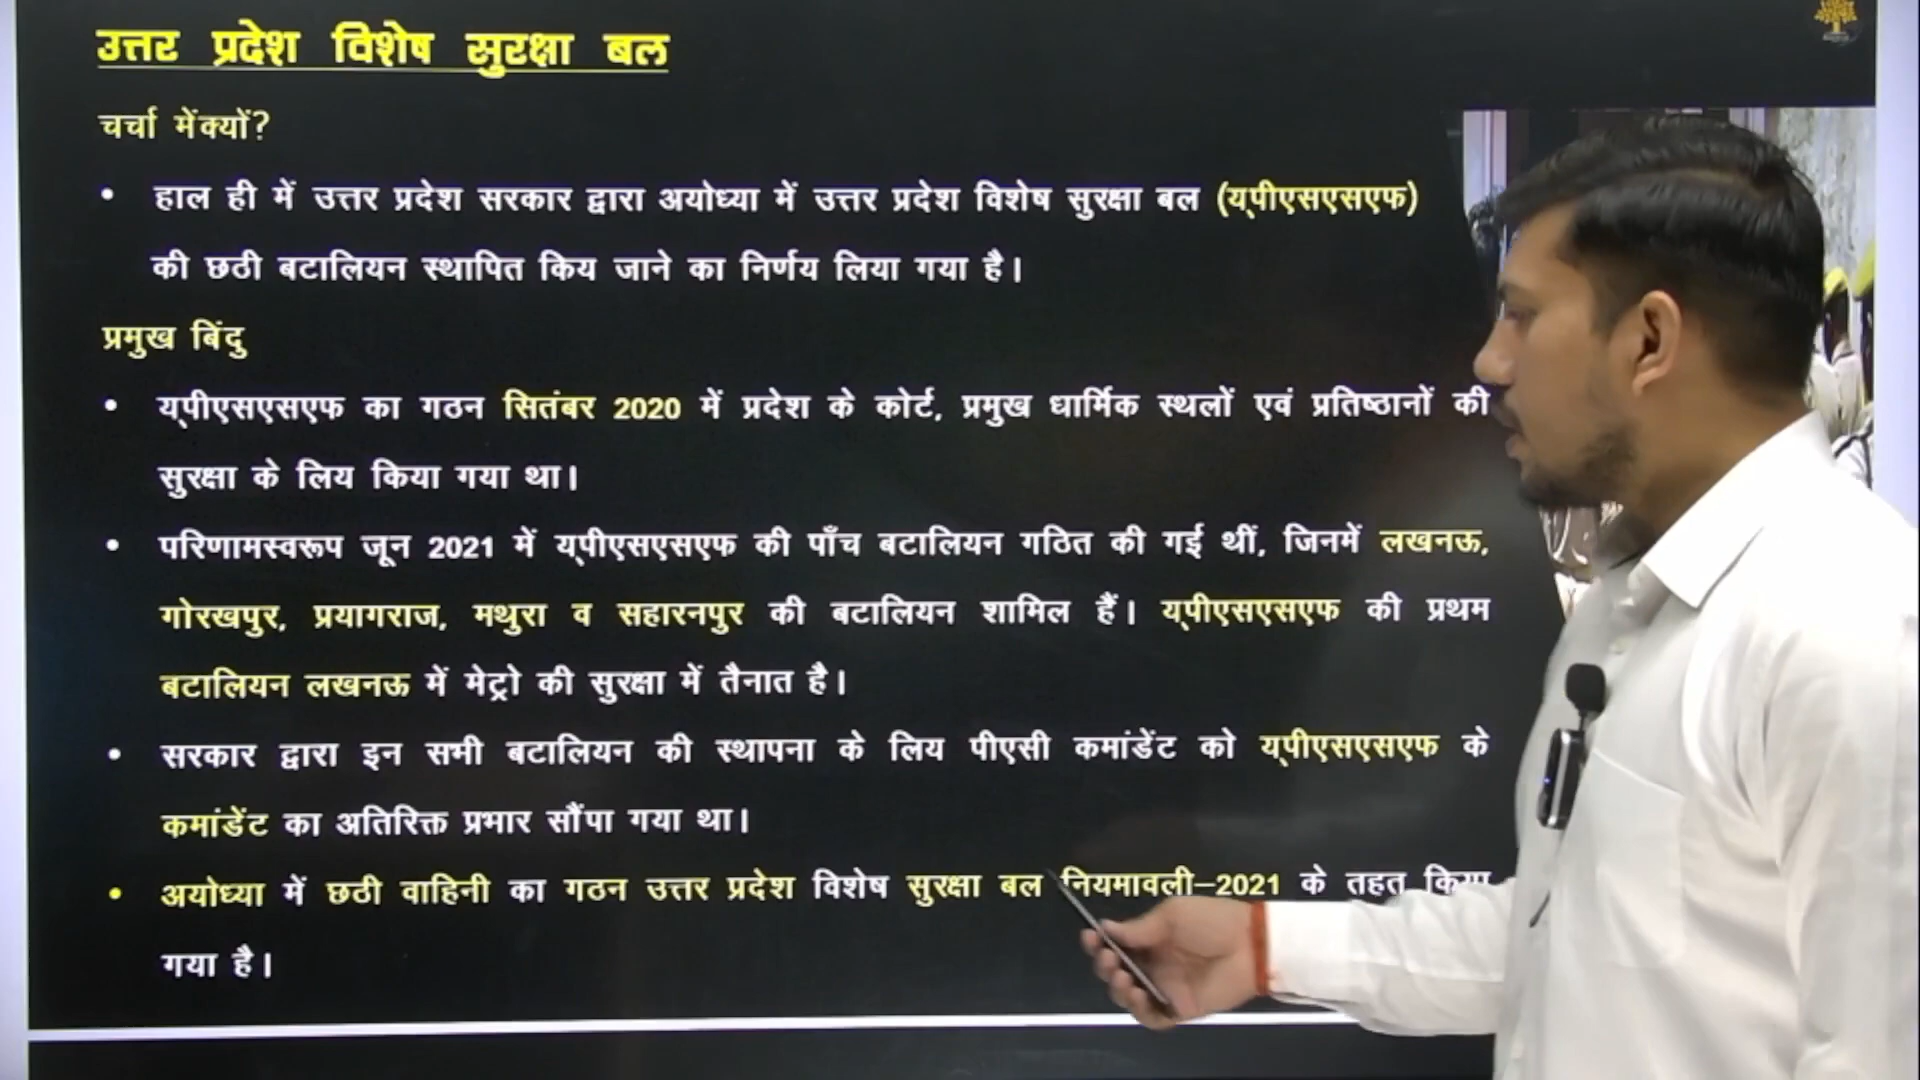 उत्तर प्रदेश विशेष सुरक्षा बल
चर्चा मेंक्यों?
• हाल ही में उत्तर प्रदेश सरकार द्वारा अयोध्या में उत्तर प्रदेश विशेष सुरक्षा बल (यूपीएसएसएफ)
की छठी बटालियन स्थापित किय जाने का निर्णय लिया गया है।
प्रमुख बिंदु
• यूपीएसएसएफ का गठन सितंबर 2020 में प्रदेश के कोर्ट, प्रमुख धार्मिक स्थलों एवं प्रतिष्ठानों की
सुरक्षा के लिय किया गया था।
• परिणामस्वरूप जून 2021 में यूपीएसएसएफ की पाँच बटालियन गठित की गई थीं, जिनमें लखनऊ,
गोरखपुर, प्रयागराज, मथुरा व सहारनपुर की बटालियन शामिल हैं। यूपीएसएसएफ की प्रथम
बटालियन लखनऊ में मेट्रो की सुरक्षा में तैनात है।
• सरकार द्वारा इन सभी बटालियन की स्थापना के लिय पीएसी कमांडेंट को यूपीएसएसएफ के
कमांडेंट का अतिरिक्त प्रभार सौंपा गया था।
• अयोध्या में छठी वाहिनी का गठन उत्तर प्रदेश विशेष सुरक्षा बल नियमावली-2021 के तहत किया
गया है।